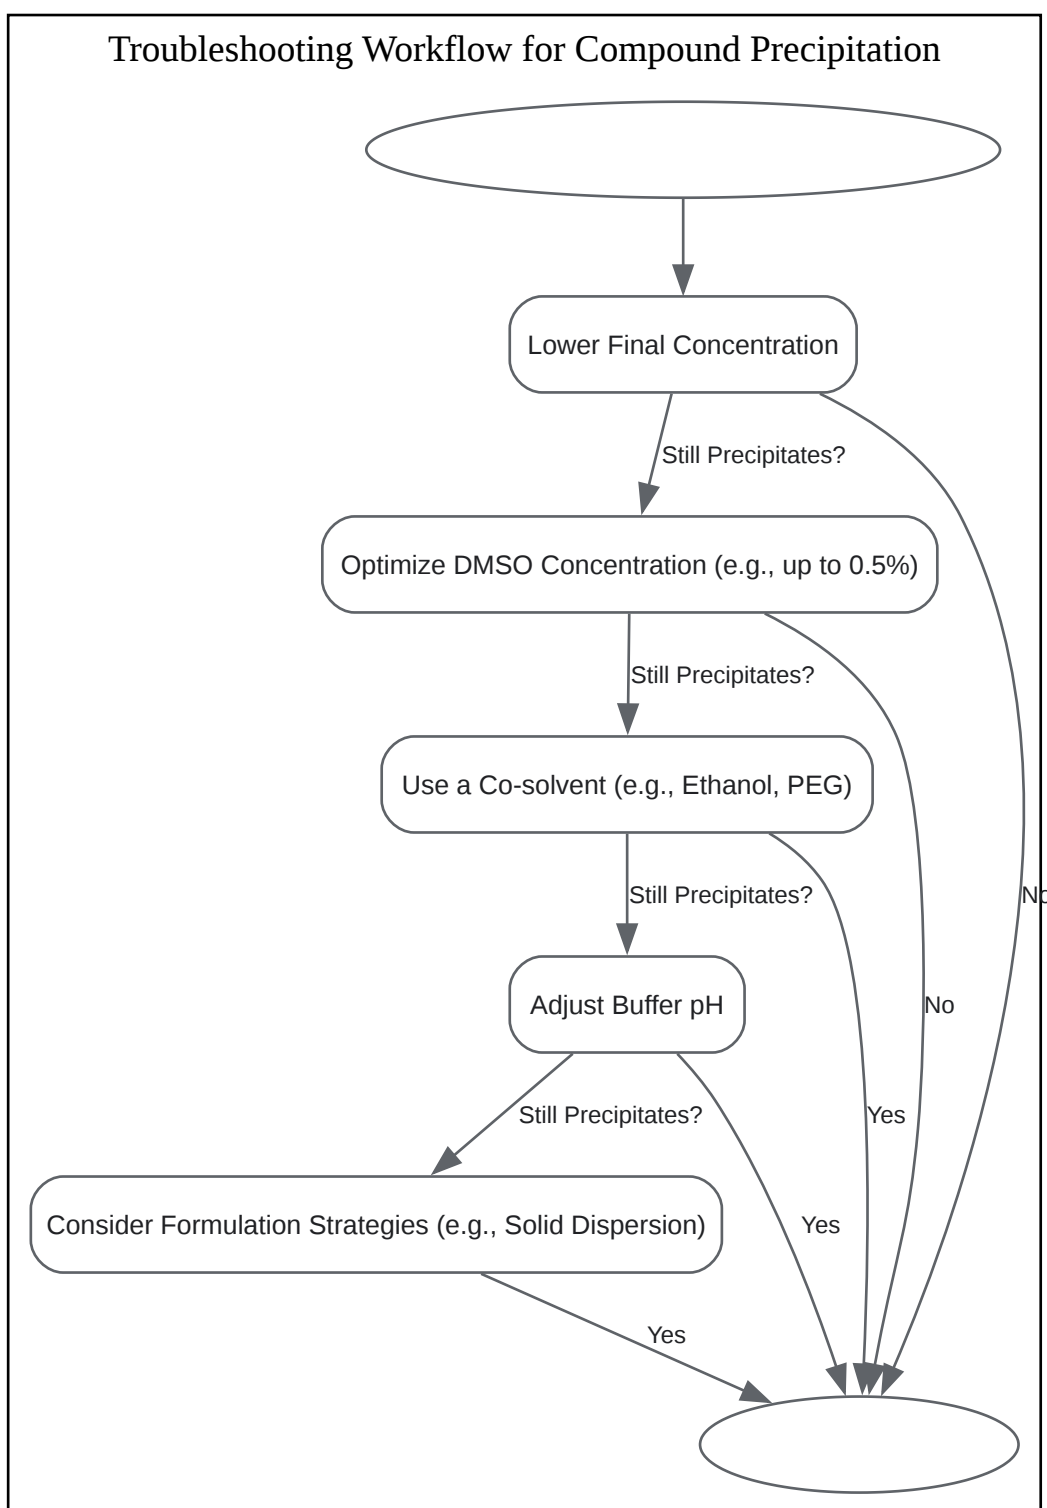 Troubleshooting Workflow for Compound Precipitation
Lower Final Concentration
Still Precipitates?
Optimize DMSO Concentration (e.g., up to 0.5%)
Still Precipitates?
Use a Co-solvent (e.g., Ethanol, PEG)
Still Precipitates?
No
Adjust Buffer pH
No
Still Precipitates?
Yes
Consider Formulation Strategies (e.g., Solid Dispersion)
Yes
Yes